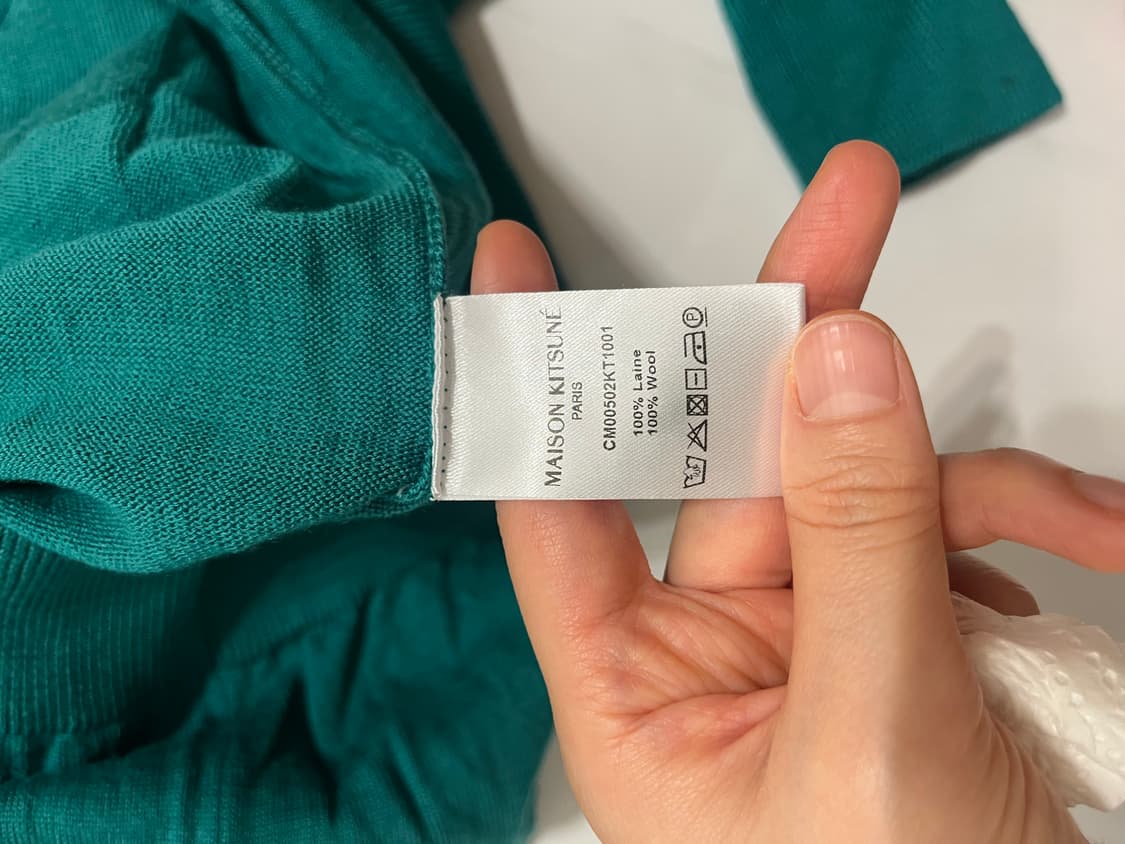 MAISON KITSUNÉ
PARIS
CM00502KT1001
100% Laine
100% Wool
P